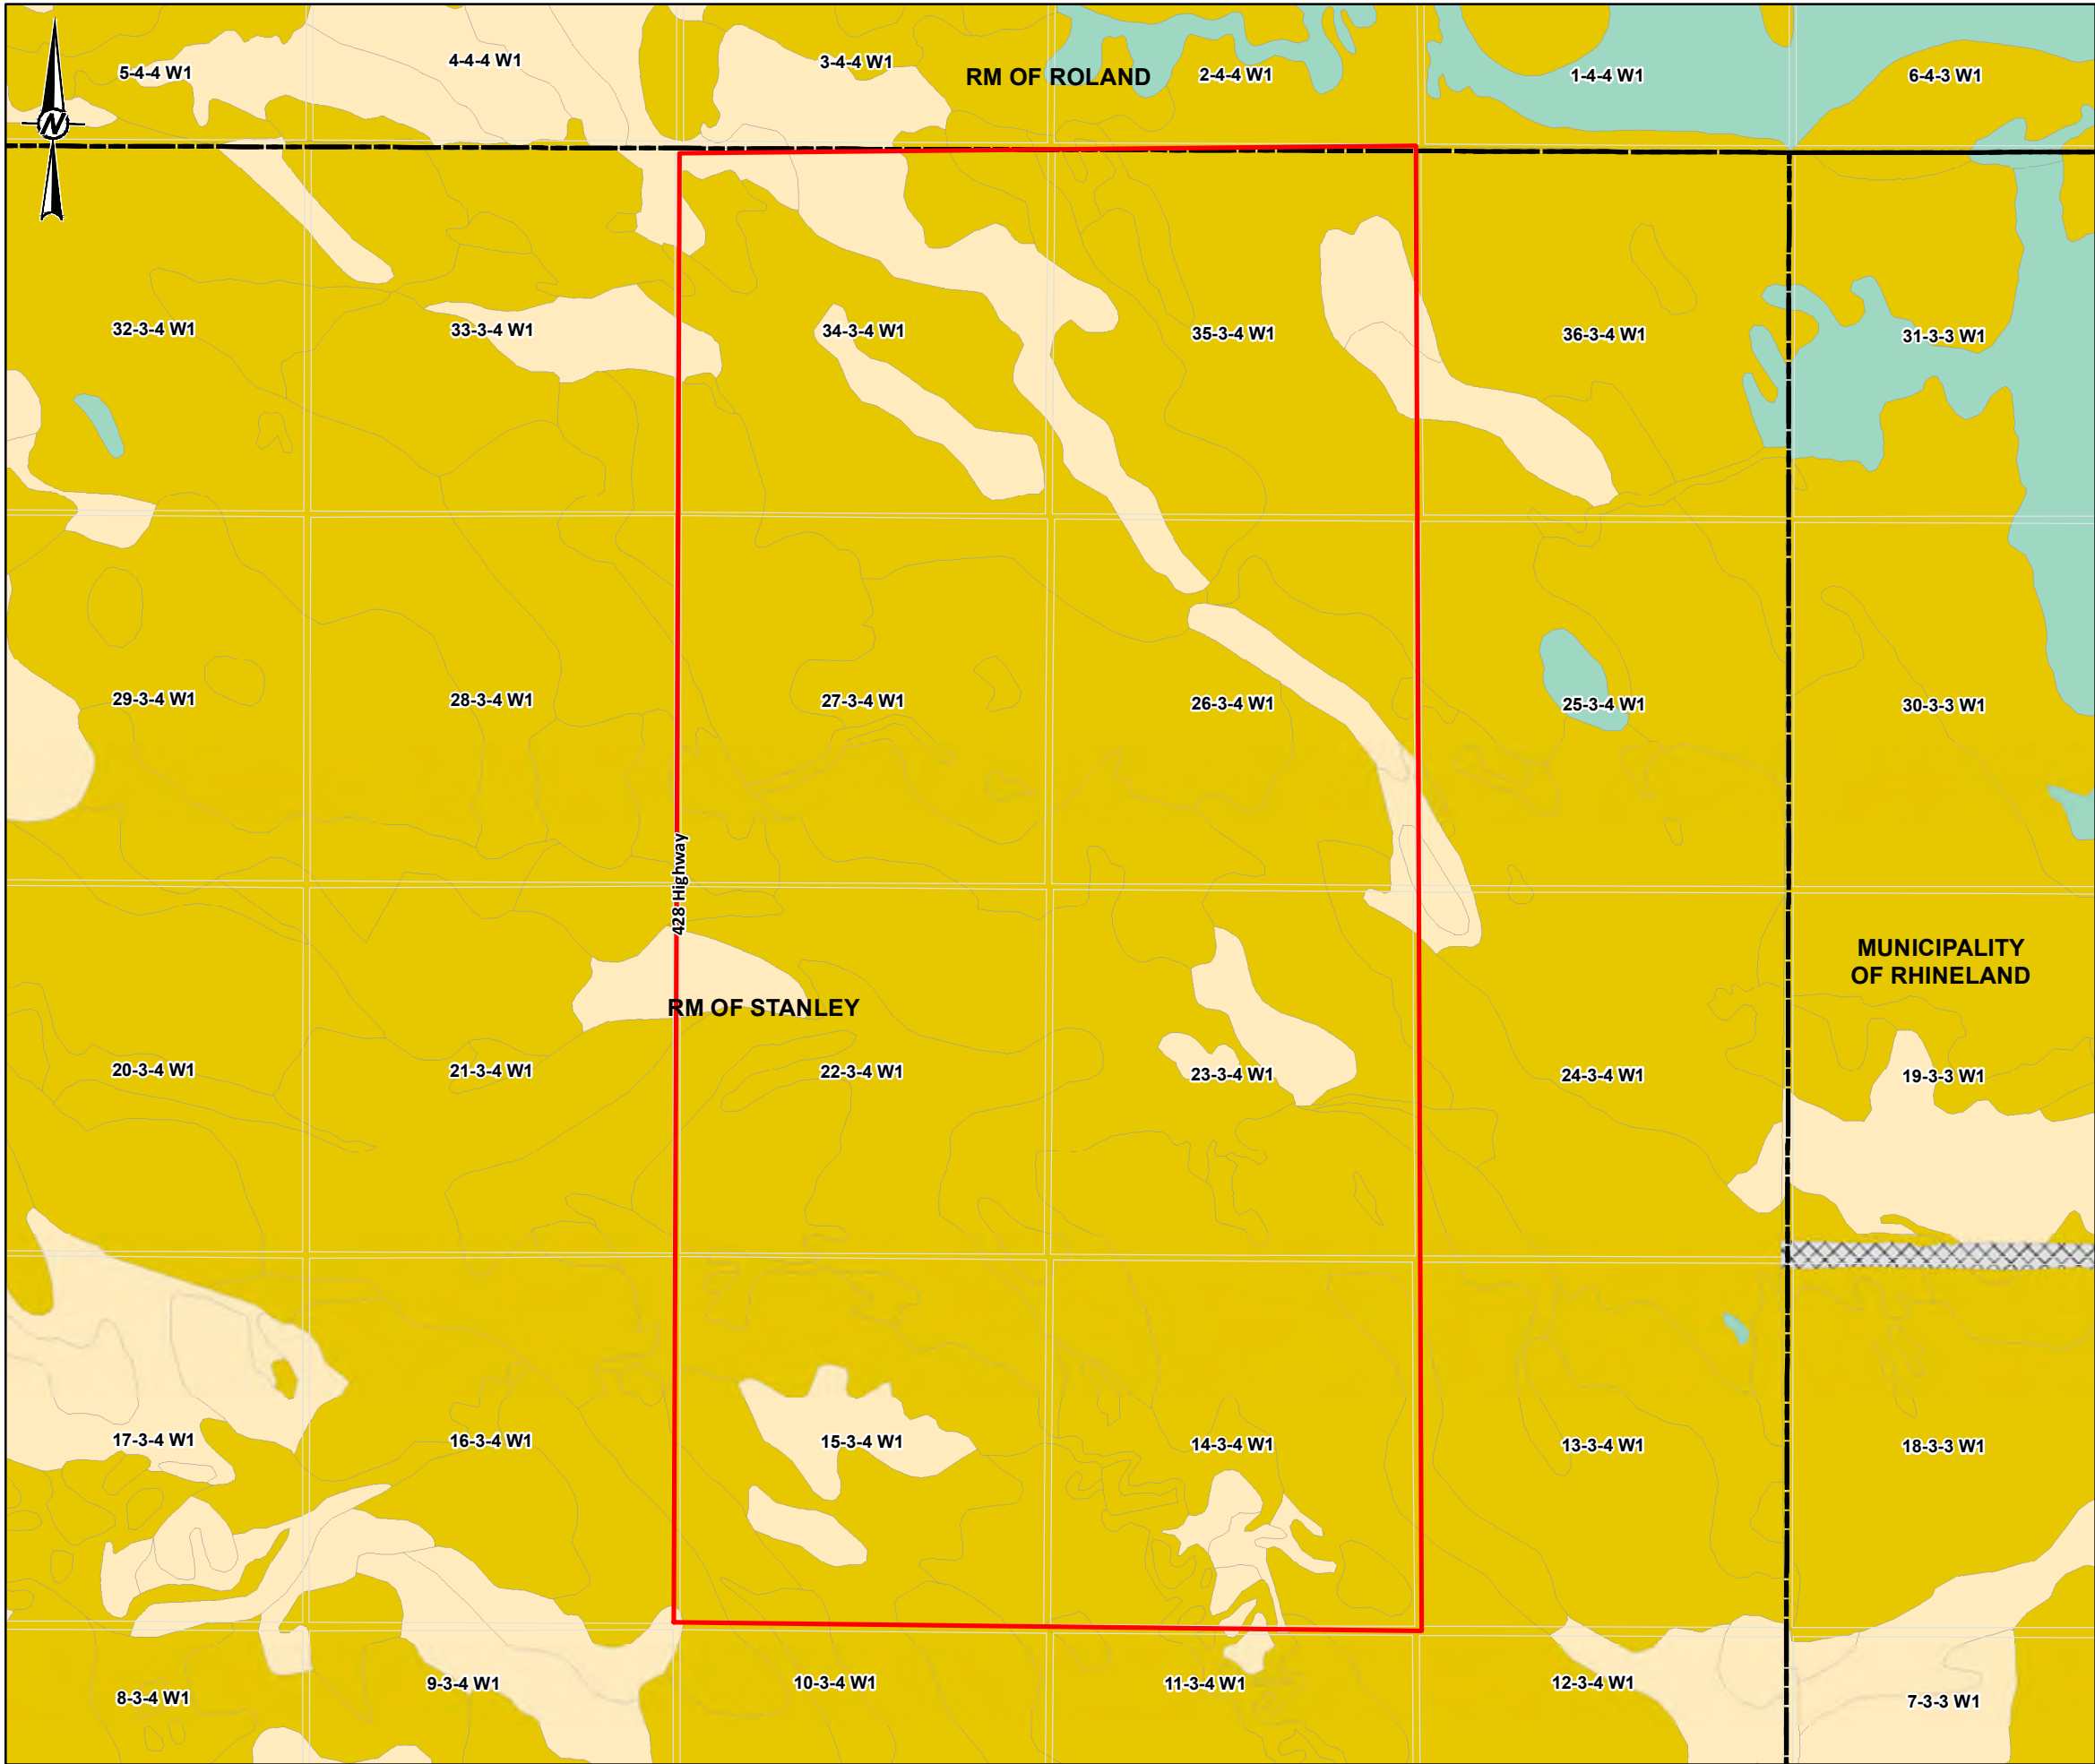 5-4-4 W1
4-4-4 W1
3-4-4 W1
RM OF ROLAND
2-4-4 W1
1-4-4 W1
6-4-3 W1
N
32-3-4 W1
33-3-4 W1
34-3-4 W1
35-3-4 W1
36-3-4 W1
31-3-3 W1
29-3-4 W1
28-3-4 W1
27-3-4 W1
26-3-4 W1
25-3-4 W1
30-3-3 W1
428 Highway
MUNICIPALITY
OF RHINELAND
RM OF STANLEY
20-3-4 W1
21-3-4 W1
22-3-4 W1
23-3-4 W1
24-3-4 W1
19-3-3 W1
17-3-4 W1
16-3-4 W1
15-3-4 W1
14-3-4 W1
13-3-4 W1
18-3-3 W1
8-3-4 W1
9-3-4 W1
10-3-4 W1
11-3-4 W1
12-3-4 W1
7-3-3 W1